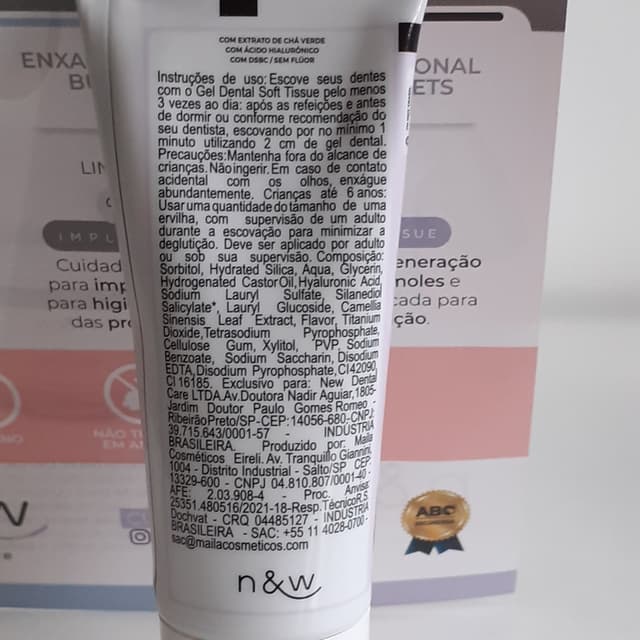 COM EXTRATO DE CHÁ VERDE
COM ÁCIDO HIALURÔNICO
COM DSBC / SEM FLÚOR
Instruções de uso: Escove seus dentes
com o Gel Dental Soft Tissue pelo menos
3 vezes ao dia: após as refeições e antes
de dormir ou conforme recomendação do
seu dentista, escovando por no mínimo 1
minuto utilizando 2 cm de gel dental.
Precauções:Mantenha fora do alcance de
crianças. Não ingerir. Em caso de contato
acidental com os olhos, enxágue
abundantemente. Crianças até 6 anos:
Usar uma quantidade do tamanho de uma
ervilha, com supervisão de um adulto
durante a escovação para minimizar a
deglutição. Deve ser aplicado por adulto
ou sob sua supervisão. Composição:
Sorbitol, Hydrated Silica, Aqua, Glycerin,
Hydrogenated Castor Oil, Hyaluronic Acid,
Sodium Lauryl Sulfate, Silanediol
Salicylate*, Lauryl Glucoside, Camellia
Sinensis Leaf Extract, Flavor, Titanium
Dioxide, Tetrasodium Pyrophosphate,
Cellulose Gum, Xylitol, PVP, Sodium
Benzoate, Sodium Saccharin, Disodium
EDTA, Disodium Pyrophosphate, CI 42090,
CI 16185. Exclusivo para: New Dental
Care LTDA.Av.Doutora Nadir Aguiar,1805-
Jardim Doutor Paulo Gomes Romeo -
Ribeirão Preto/SP-CEP:14056-680-CNPJ:
39.715.643/0001-57 - INDÚSTRIA
BRASILEIRA. Produzido por: Maila
Cosméticos Eireli. Av. Tranquillo Giannini,
1004 - Distrito Industrial - Salto/SP CEP
13329-600 - CNPJ 04.810.807/0001-40 -
AFE: 2.03.908-4 - Proc. Anvisa:
25351.480516/2021-18-Resp.Técnico R.S.
Dochvat - CRQ 04485127 - INDÚSTRIA
BRASILEIRA - SAC: +55 11 4028-0700 -
sac@mailacosmeticos.com
n&w
ENXA
BU
LIN
IMPL
Cuidad
para imp
para higi
das pro
NÃO T
EM AN
ONAL
ETS
SUE
neração
moles e
cada para
ção.
ABO